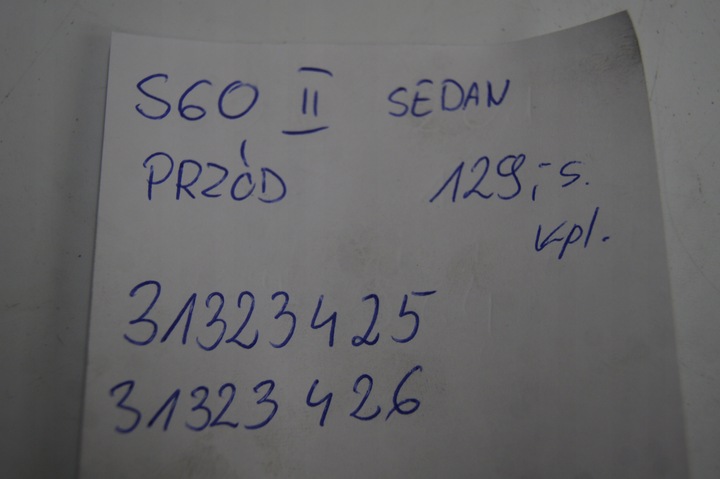 S60 II SEDAN
PRZÓD 129,- s.
kpl.
31323425
31323426